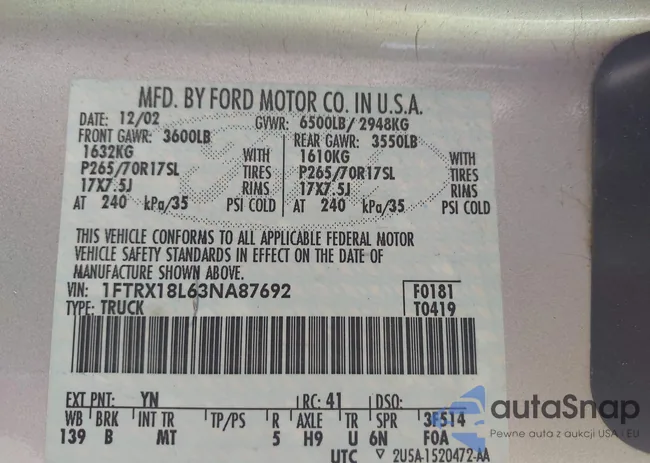 MFD. BY FORD MOTOR CO. IN U.S.A.
DATE: 12/02 GVWR: 6500LB/ 2948KG
FRONT GAWR: 3600LB REAR GAWR: 3550LB
1632KG WITH 1610KG WITH
P265/70R17SL TIRES P265/70R17SL TIRES
17X7.5J RIMS 17X7.5J RIMS
AT 240 kPa/35 PSI COLD AT 240 kPa/35 PSI COLD
THIS VEHICLE CONFORMS TO ALL APPLICABLE FEDERAL MOTOR
VEHICLE SAFETY STANDARDS IN EFFECT ON THE DATE OF
MANUFACTURE SHOWN ABOVE.
VIN: 1FTRX18L63NA87692 F0181
TYPE: TRUCK T0419
EXT PNT: YN RC: 41 DSO:
WB BRK INT TR TP/PS R AXLE TR SPR 3F514
139 B MT 5 H9 U 6N F0A
UTC ▽ 2U5A-1520472-AA
autaSnap
Pewne auta z aukcji USA - EU